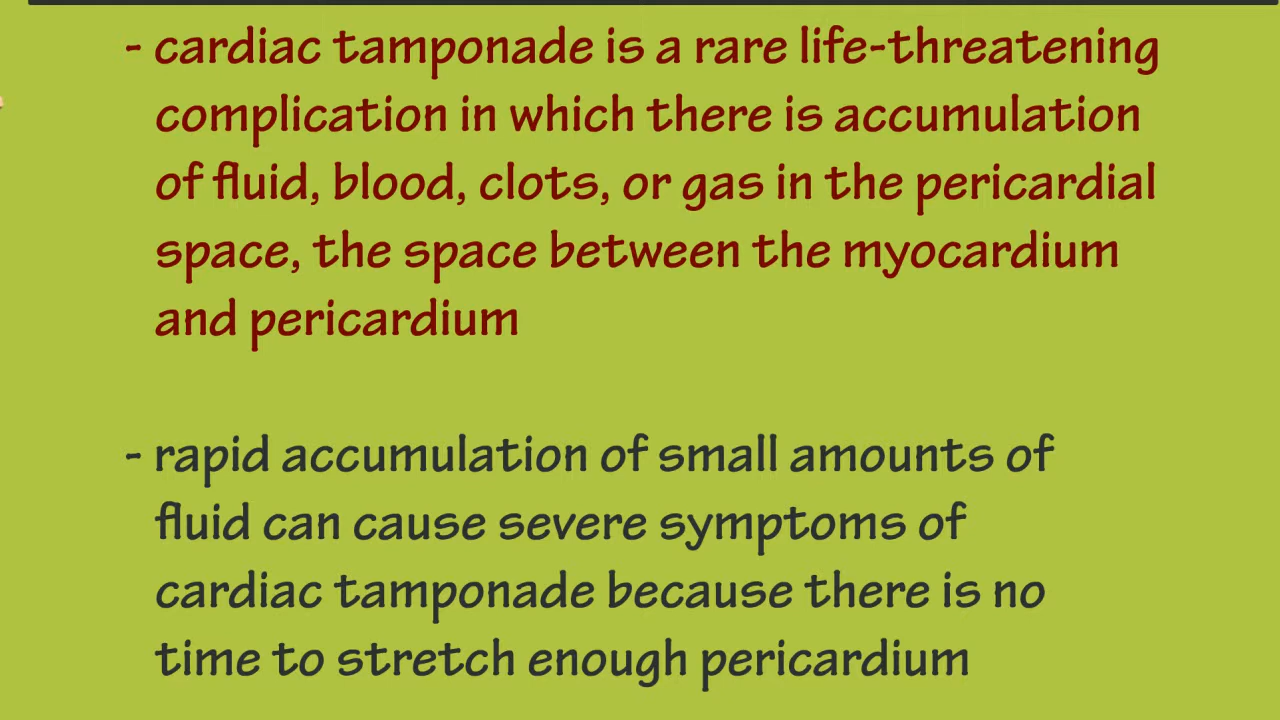 - cardiac tamponade is a rare life-threatening
complication in which there is accumulation
of fluid, blood, clots, or gas in the pericardial
space, the space between the myocardium
and pericardium
- rapid accumulation of small amounts of
fluid can cause severe symptoms of
cardiac tamponade because there is no
time to stretch enough pericardium